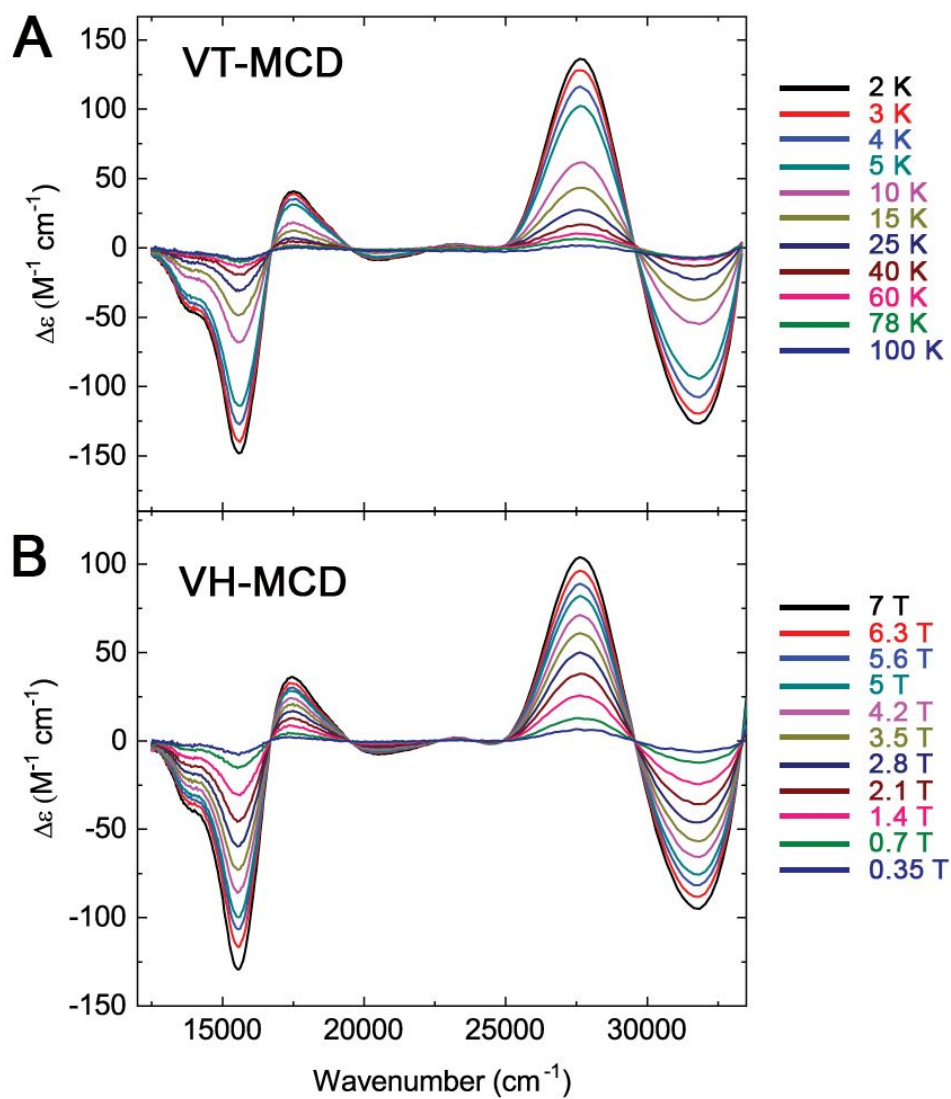 A
VT-MCD
150
100
50
0
-50
-100
-150
Δε (M⁻¹ cm⁻¹)
2 K
3 K
4 K
5 K
10 K
15 K
25 K
40 K
60 K
78 K
100 K
B
VH-MCD
100
50
0
-50
-100
-150
Δε (M⁻¹ cm⁻¹)
7 T
6.3 T
5.6 T
5 T
4.2 T
3.5 T
2.8 T
2.1 T
1.4 T
0.7 T
0.35 T
15000 20000 25000 30000
Wavenumber (cm⁻¹)